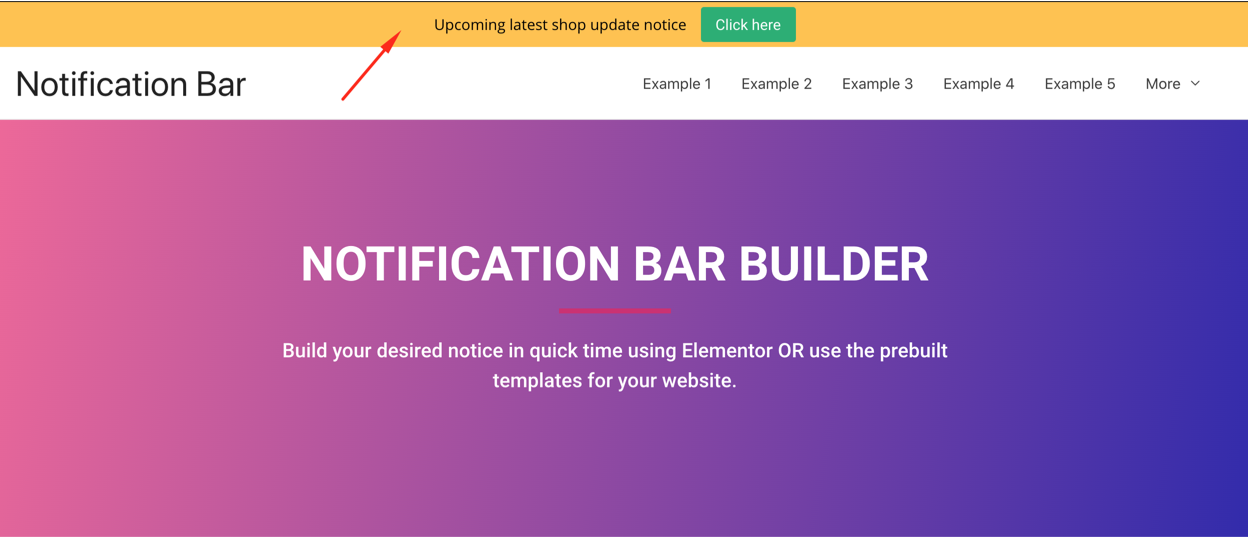 Upcoming latest shop update notice Click here
Notification Bar Example 1 Example 2 Example 3 Example 4 Example 5 More
NOTIFICATION BAR BUILDER
Build your desired notice in quick time using Elementor OR use the prebuilt
templates for your website.